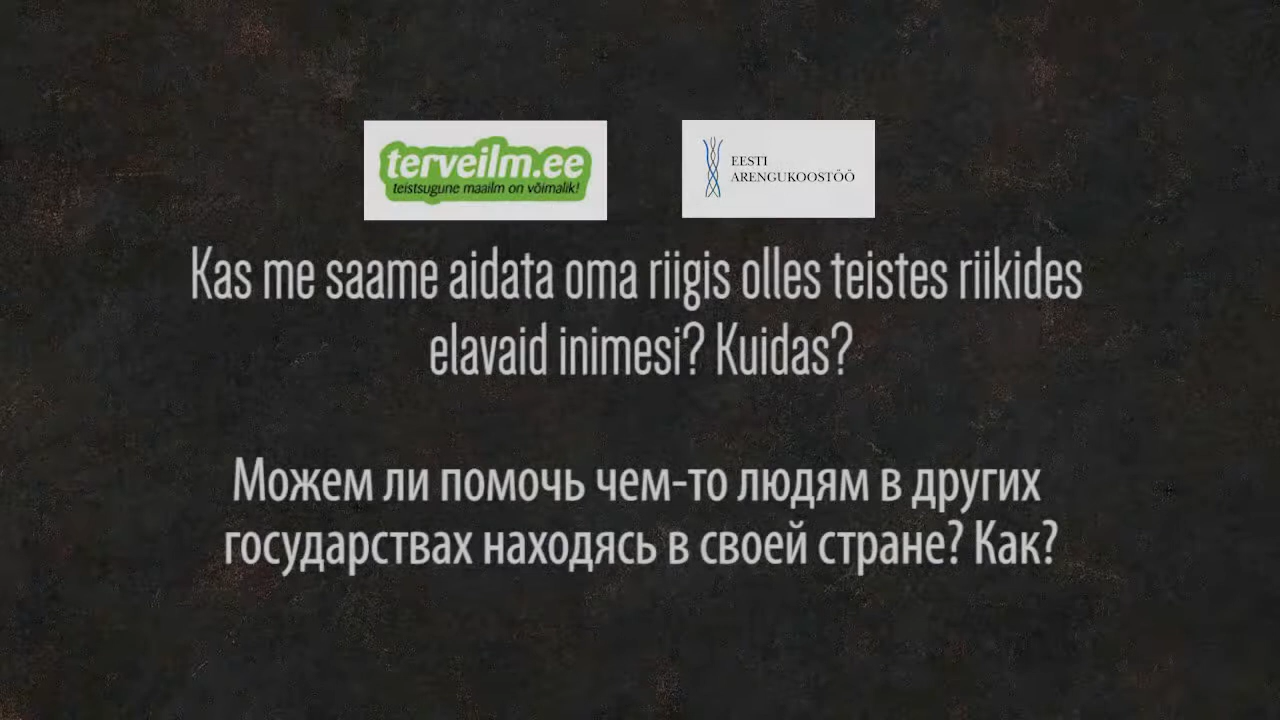 terveilm.ee
teistsugune maailm on võimalik!
EESTI
ARENGUKOOSTÖÖ
Kas me saame aidata oma riigis olles teistes riikides
elavaid inimesi? Kuidas?
Можем ли помочь чем-то людям в других
государствах находясь в своей стране? Как?